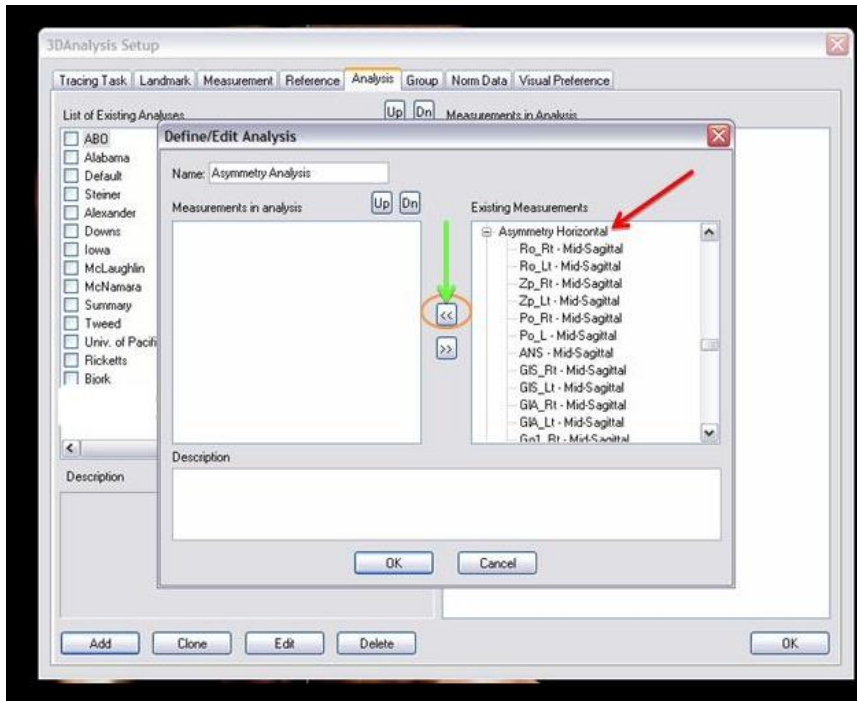 3DAnalysis Setup
Tracing Task Landmark Measurement Reference Analysis Group Norm Data Visual Preference
List of Existing Analyses Up Dn Measurements in Analysis
ABO
Alabama
Default
Steiner
Alexander
Downs
Iowa
McLaughlin
McNamara
Summary
Tweed
Univ. of Pacifi
Ricketts
Bjork
Description
Define/Edit Analysis
Name: Asymmetry Analysis
Measurements in analysis Up Dn
<<
>>
Existing Measurements
Asymmetry Horizontal
Ro_Rt - Mid-Sagittal
Ro_Lt - Mid-Sagittal
Zp_Rt - Mid-Sagittal
Zp_Lt - Mid-Sagittal
Po_Rt - Mid-Sagittal
Po_L - Mid-Sagittal
ANS - Mid-Sagittal
GIS_Rt - Mid-Sagittal
GIS_Lt - Mid-Sagittal
GIA_Rt - Mid-Sagittal
GIA_Lt - Mid-Sagittal
Go1_Rt - Mid-Sagittal
Description
OK Cancel
Add Clone Edit Delete OK